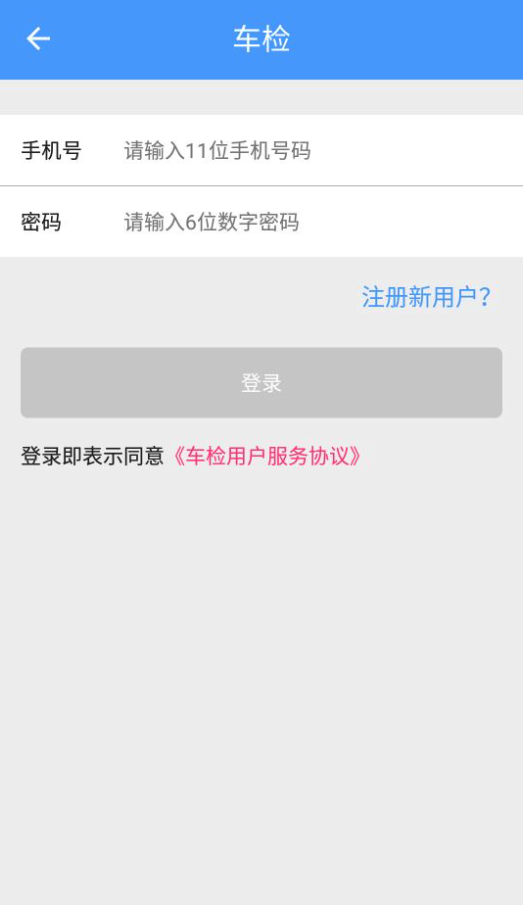 车检
手机号 请输入11位手机号码
密码 请输入6位数字密码
注册新用户?
登录
登录即表示同意《车检用户服务协议》